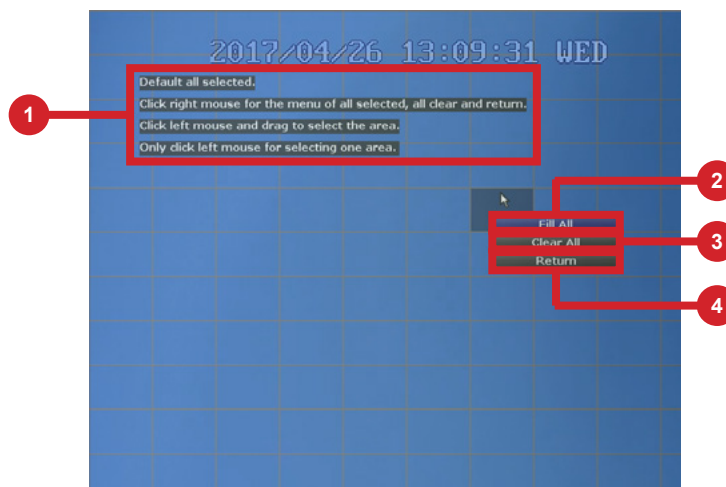 2017/04/26 13:09:31 WED
Default all selected.
Click right mouse for the menu of all selected, all clear and return.
Click left mouse and drag to select the area.
Only click left mouse for selecting one area.
1
2
Fill All
Clear All
3
Return
4